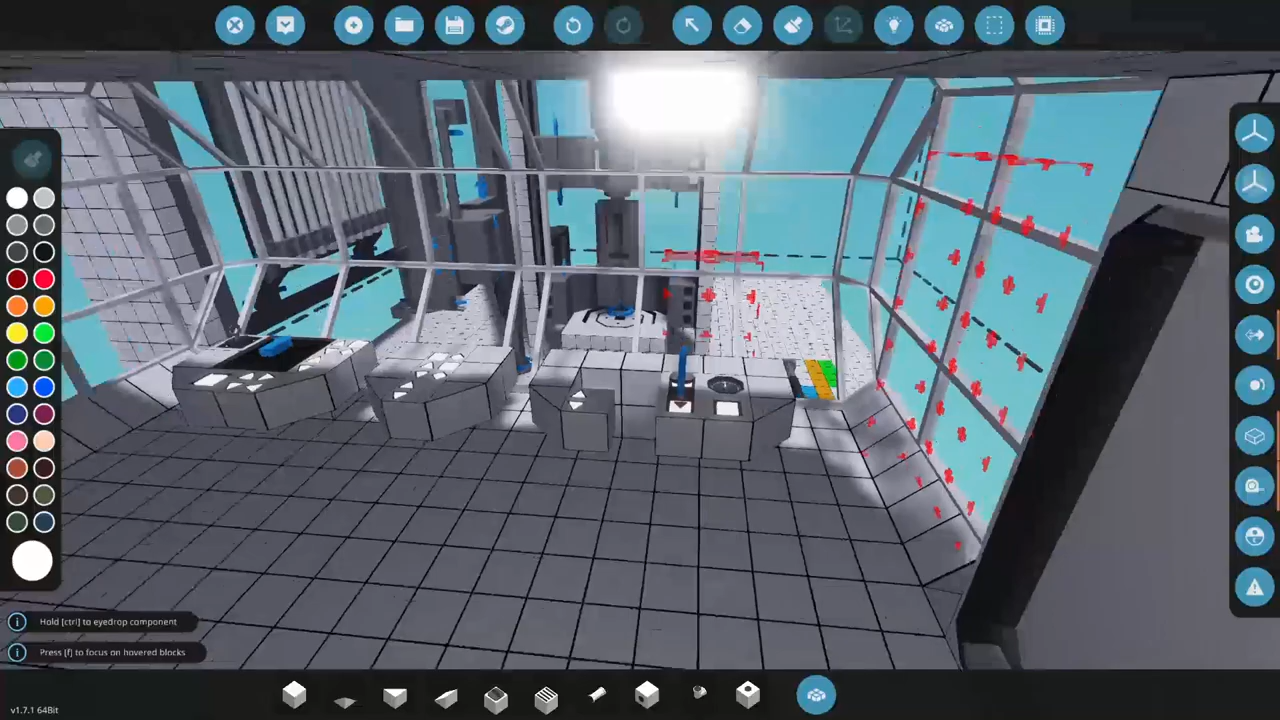 Hold [ctrl] to eyedrop component
Press [f] to focus on hovered blocks
v1.7.1 64Bit